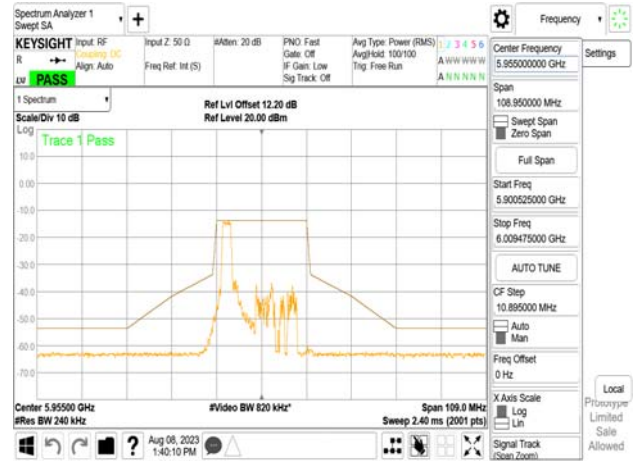 Spectrum Analyzer 1
Swept SA
+
Frequency
KEYSIGHT
R
LV PASS
Input: RF
Coupling: DC
Align: Auto
Input Z: 50 Ω
Freq Ref: Int (S)
#Atten: 20 dB
PNO: Fast
Gate: Off
IF Gain: Low
Sig Track: Off
Avg Type: Power (RMS)
Avg|Hold: 100/100
Trig: Free Run
1 2 3 4 5 6
A W W W W W
A N N N N N
1 Spectrum
Scale/Div 10 dB
Ref Lvl Offset 12.20 dB
Ref Level 20.00 dBm
Log
Trace 1 Pass
10.0
0.00
-10.0
-20.0
-30.0
-40.0
-50.0
-60.0
-70.0
Center 5.95500 GHz
#Res BW 240 kHz
#Video BW 820 kHz*
Span 109.0 MHz
Sweep 2.40 ms (2001 pts)
Aug 08, 2023
1:40:10 PM
?
Center Frequency
5.955000000 GHz
Settings
Span
108.950000 MHz
Swept Span
Zero Span
Full Span
Start Freq
5.900525000 GHz
Stop Freq
6.009475000 GHz
AUTO TUNE
CF Step
10.895000 MHz
Auto
Man
Freq Offset
0 Hz
X Axis Scale
Log
Lin
Signal Track
(Span Zoom)
Local
Prototype
Limited
Sale
Allowed